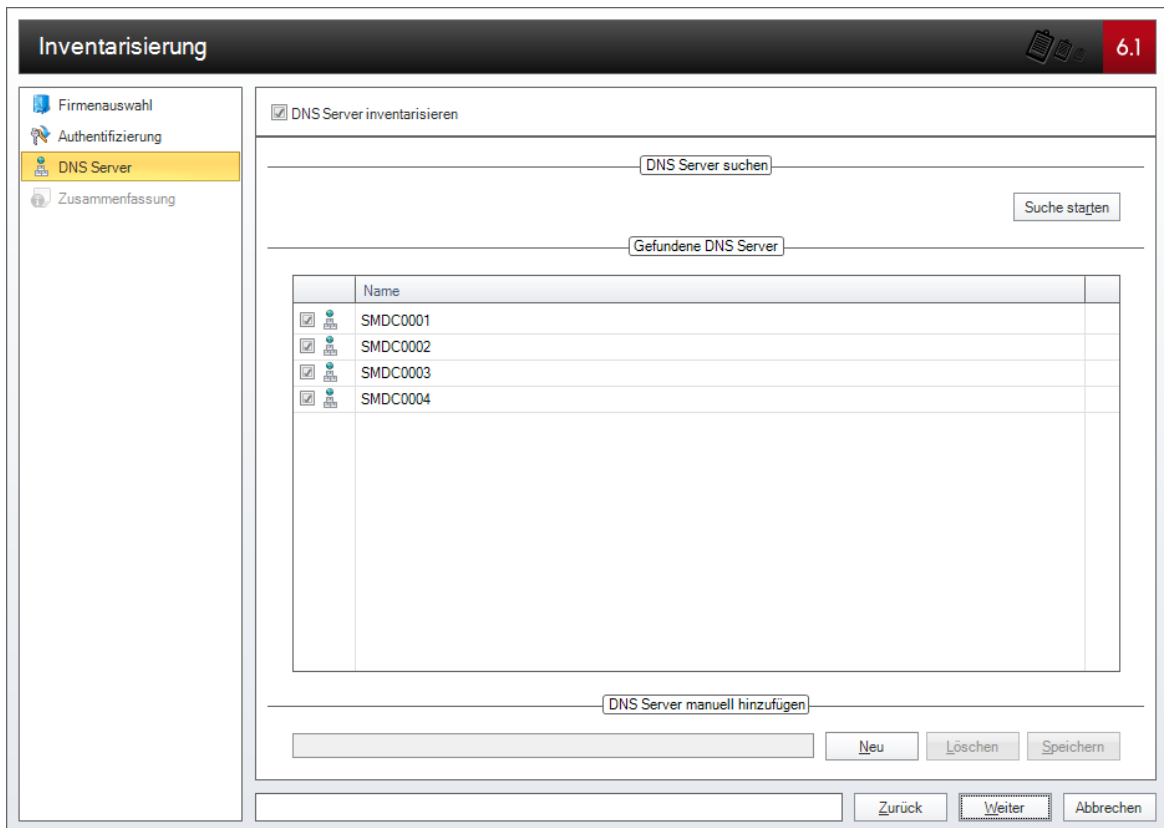 Inventarisierung
6.1
Firmenauswahl
Authentifizierung
DNS Server
Zusammenfassung
DNS Server inventarisieren
DNS Server suchen
Suche starten
Gefundene DNS Server
Name
SMDC0001
SMDC0002
SMDC0003
SMDC0004
DNS Server manuell hinzufügen
Neu
Löschen
Speichern
Zurück
Weiter
Abbrechen